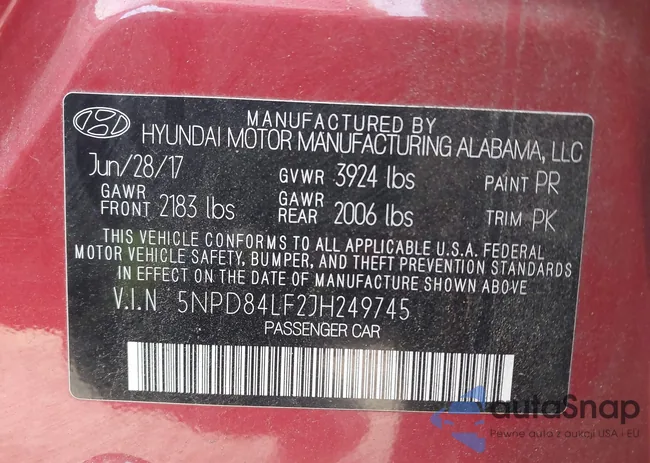 MANUFACTURED BY
HYUNDAI MOTOR MANUFACTURING ALABAMA, LLC
Jun/28/17 GVWR 3924 lbs PAINT PR
GAWR FRONT 2183 lbs GAWR REAR 2006 lbs TRIM PK
THIS VEHICLE CONFORMS TO ALL APPLICABLE U.S.A. FEDERAL
MOTOR VEHICLE SAFETY, BUMPER, AND THEFT PREVENTION STANDARDS
IN EFFECT ON THE DATE OF MANUFACTURE SHOWN ABOVE.
V.I.N 5NPD84LF2JH249745
PASSENGER CAR
autaSnap
Pewne auta z aukcji USA i EU